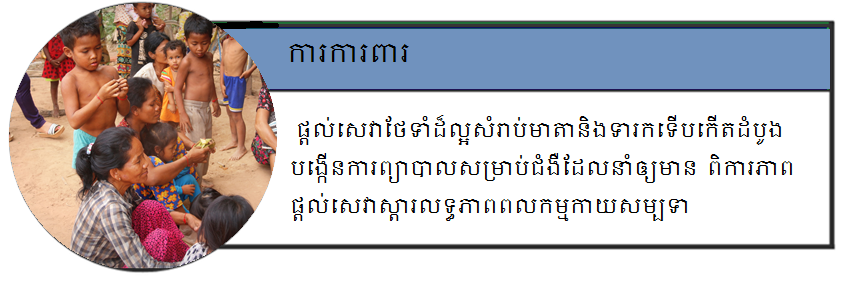 ការការពារ
ផ្តល់សេវាថែទាំដ៏ល្អសំរាប់មាតានិងទារកទើបកើតដំបូង
បង្កើនការព្យាបាលសម្រាប់ជំងឺដែលនាំឲ្យមាន ពិការភាព
ផ្តល់សេវាស្តារលទ្ធភាពពលកម្មកាយសម្បទា